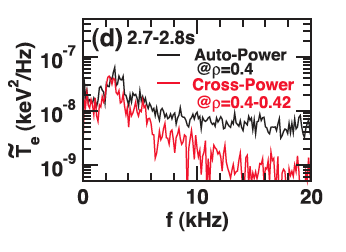 (d) 2.7-2.8s
Auto-Power
@ρ=0.4
Cross-Power
@ρ=0.4-0.42
10⁻⁷
10⁻⁸
10⁻⁹
T̃e (keV²/Hz)
0 10 20
f (kHz)